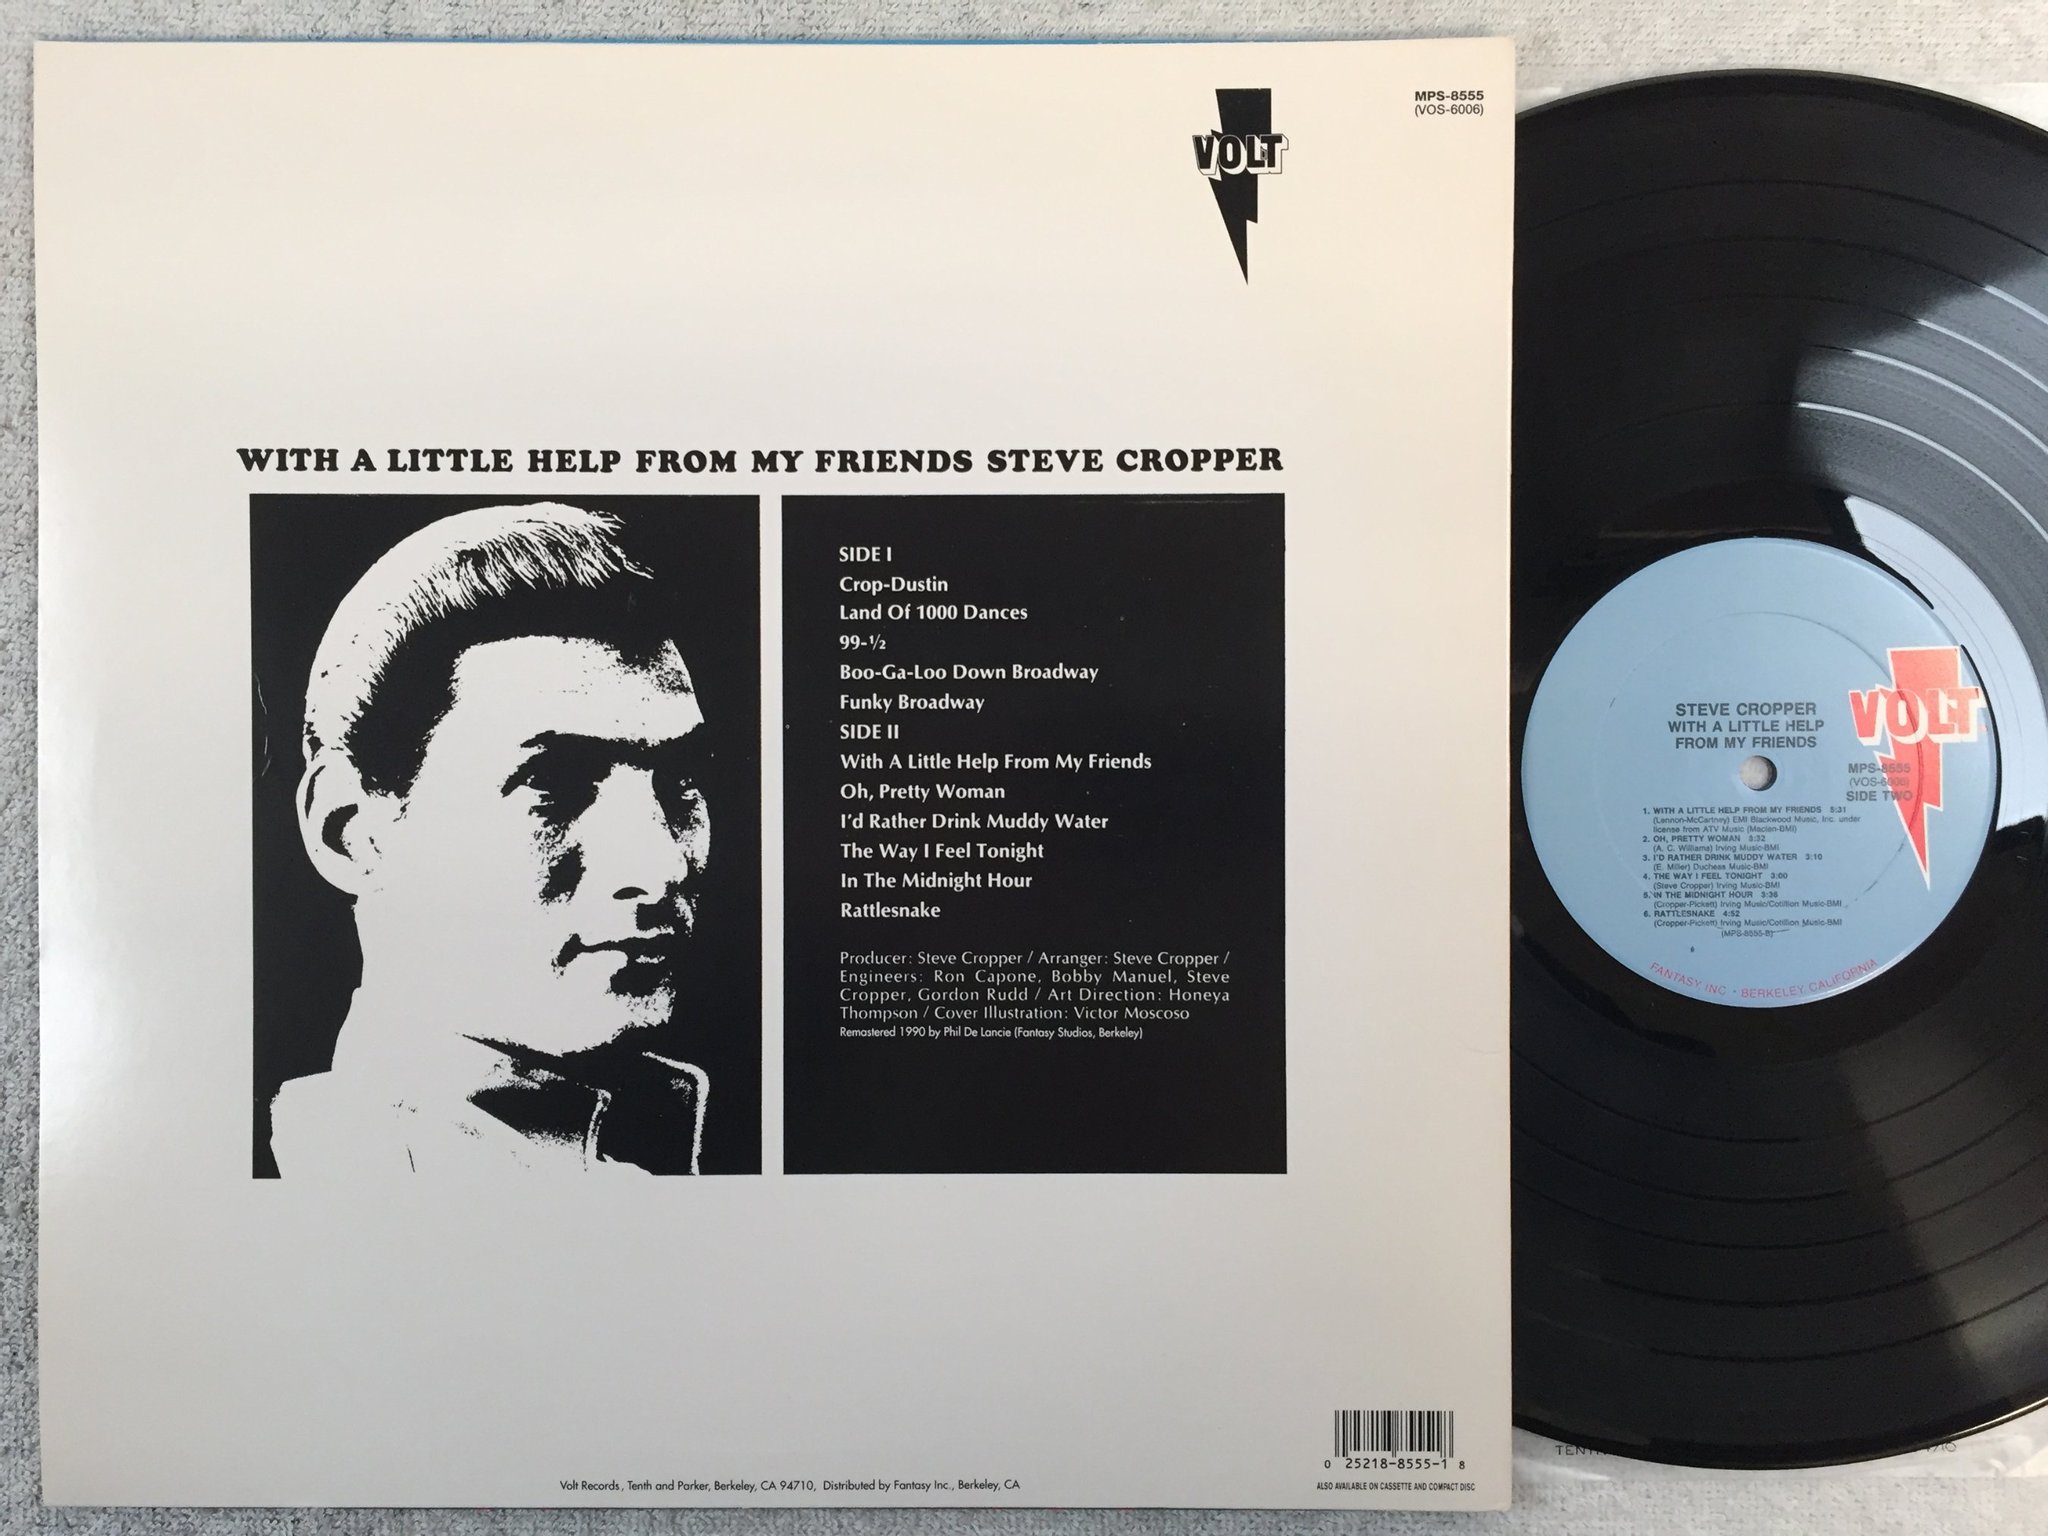 MPS-8555
(VOS-6006)
VOLT
WITH A LITTLE HELP FROM MY FRIENDS STEVE CROPPER
SIDE I
Crop-Dustin
Land Of 1000 Dances
99-½
Boo-Ga-Loo Down Broadway
Funky Broadway
SIDE II
With A Little Help From My Friends
Oh, Pretty Woman
I'd Rather Drink Muddy Water
The Way I Feel Tonight
In The Midnight Hour
Rattlesnake
Producer: Steve Cropper / Arranger: Steve Cropper /
Engineers: Ron Capone, Bobby Manuel, Steve
Cropper, Gordon Rudd / Art Direction: Honeya
Thompson / Cover Illustration: Victor Moscoso
Remastered 1990 by Phil De Lancie (Fantasy Studios, Berkeley)
0 25218-8555-1 8
ALSO AVAILABLE ON CASSETTE AND COMPACT DISC
Volt Records, Tenth and Parker, Berkeley, CA 94710, Distributed by Fantasy Inc., Berkeley, CA
VOLT
STEVE CROPPER
WITH A LITTLE HELP
FROM MY FRIENDS
MPS-8555
(VOS-6006)
SIDE TWO
1. WITH A LITTLE HELP FROM MY FRIENDS 5:31
(Lennon-McCartney) EMI Blackwood Music, Inc. under
license from ATV Music (Maclen-BMI)
2. OH, PRETTY WOMAN 3:32
(A. C. Williams) Irving Music-BMI
3. I'D RATHER DRINK MUDDY WATER 3:10
(E. Miller) Duchess Music-BMI
4. THE WAY I FEEL TONIGHT 3:00
(Steve Cropper) Irving Music-BMI
5. IN THE MIDNIGHT HOUR 3:36
(Cropper-Pickett) Irving Music/Cotillion Music-BMI
6. RATTLESNAKE 4:52
(Cropper-Pickett) Irving Music/Cotillion Music-BMI
(MPS-8555-B)
6
FANTASY INC • BERKELEY, CALIFORNIA